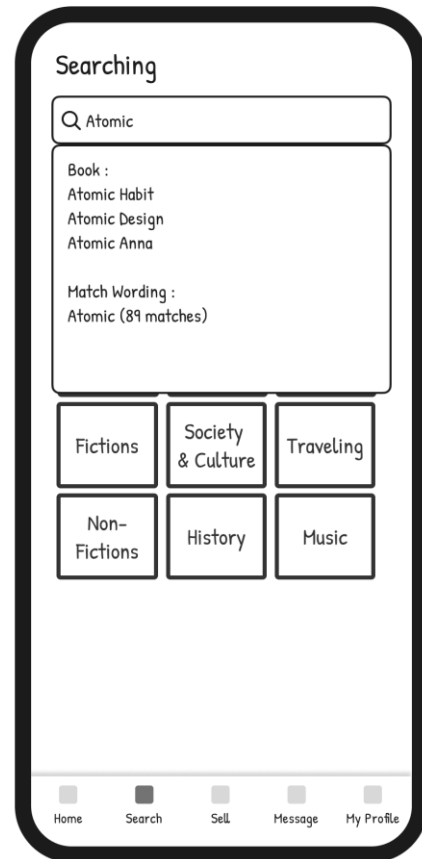 Searching
Atomic
Book :
Atomic Habit
Atomic Design
Atomic Anna
Match Wording :
Atomic (89 matches)
Fictions
Society
& Culture
Traveling
Non-
Fictions
History
Music
Home
Search
Sell
Message
My Profile